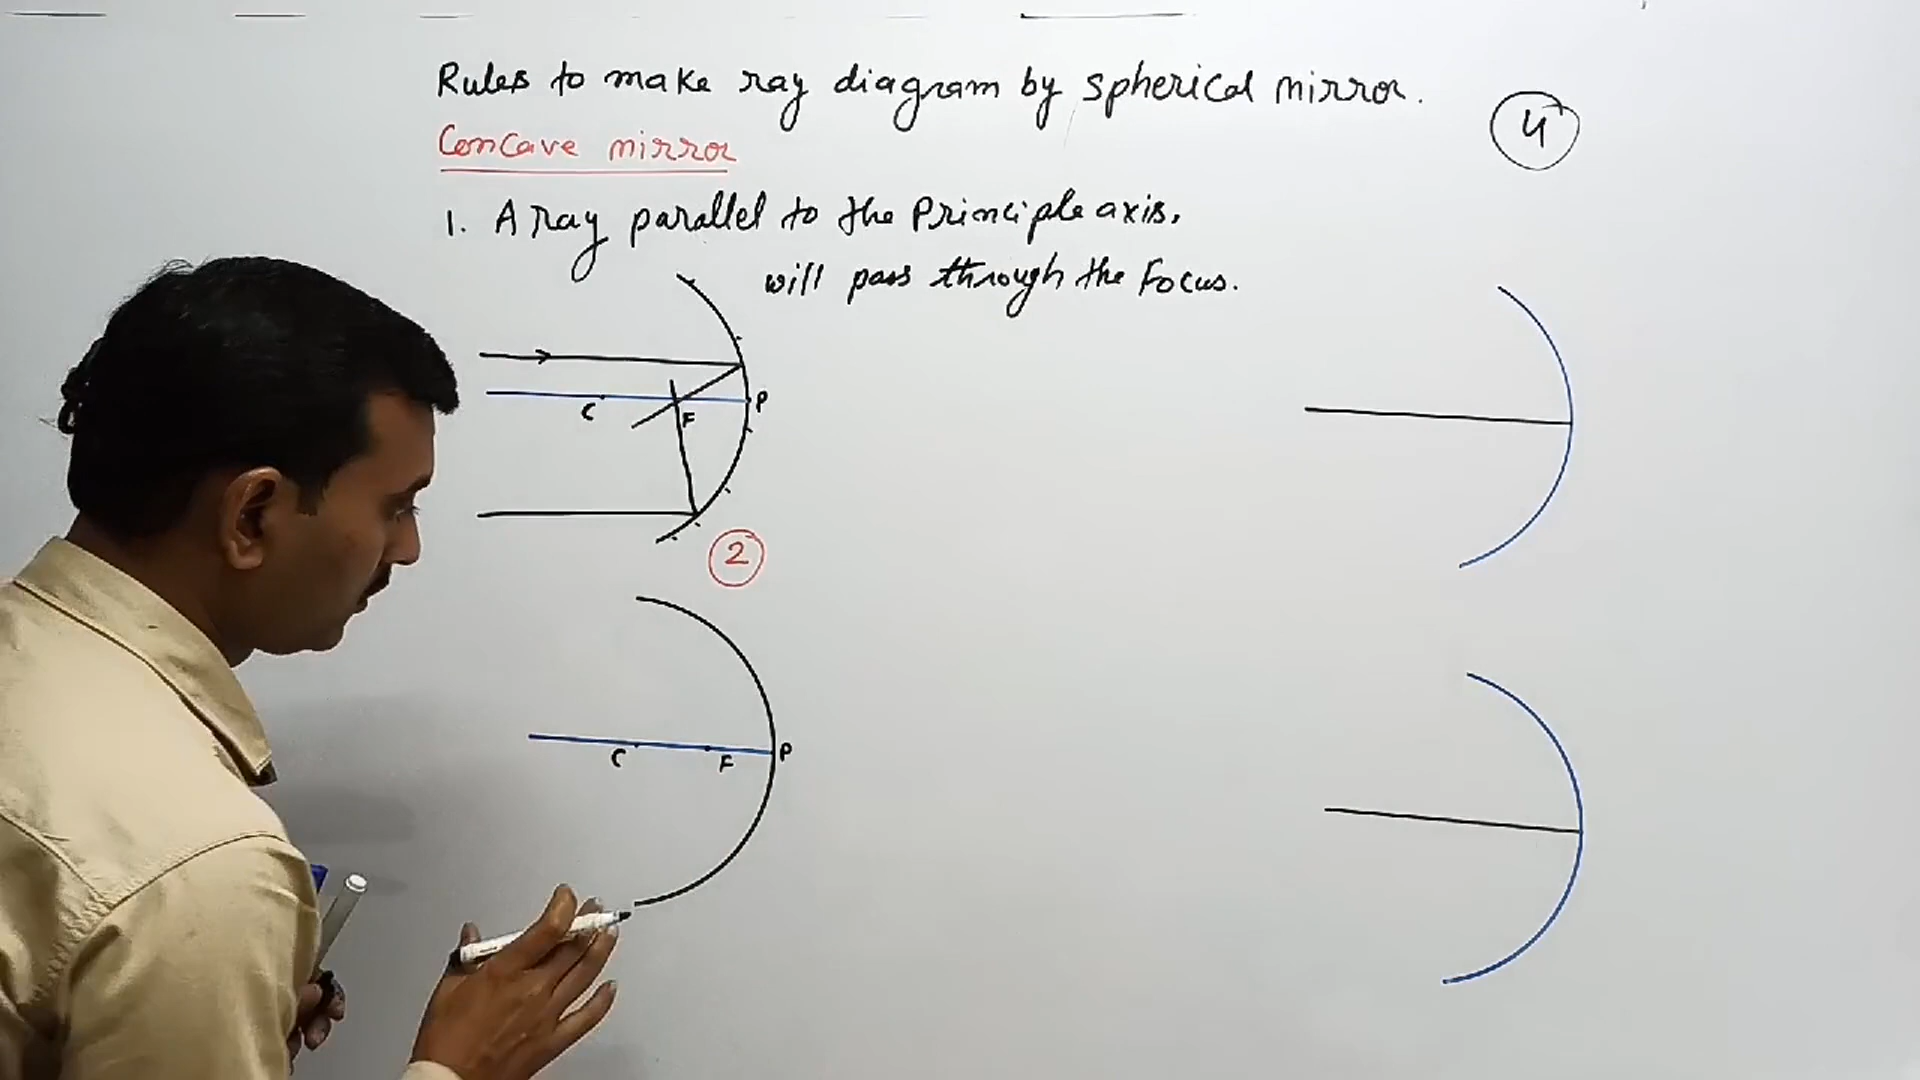 Rules to make ray diagram by spherical mirror.
4
Concave mirror
1. A ray parallel to the Principle axis,
will pass through the Focus.
C F P
2
C F P